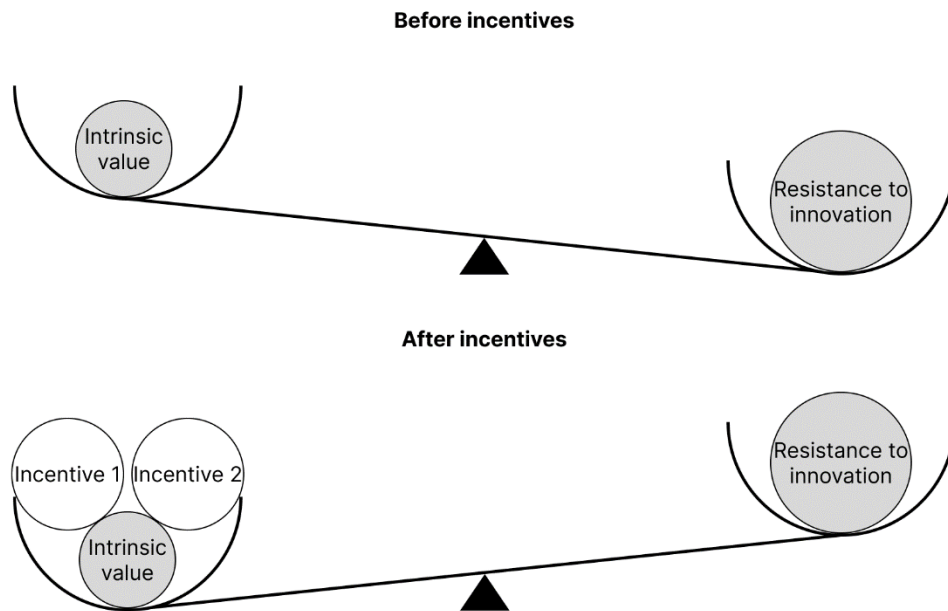 Before incentives
Intrinsic
value
Resistance to
innovation
After incentives
Incentive 1
Incentive 2
Intrinsic
value
Resistance to
innovation